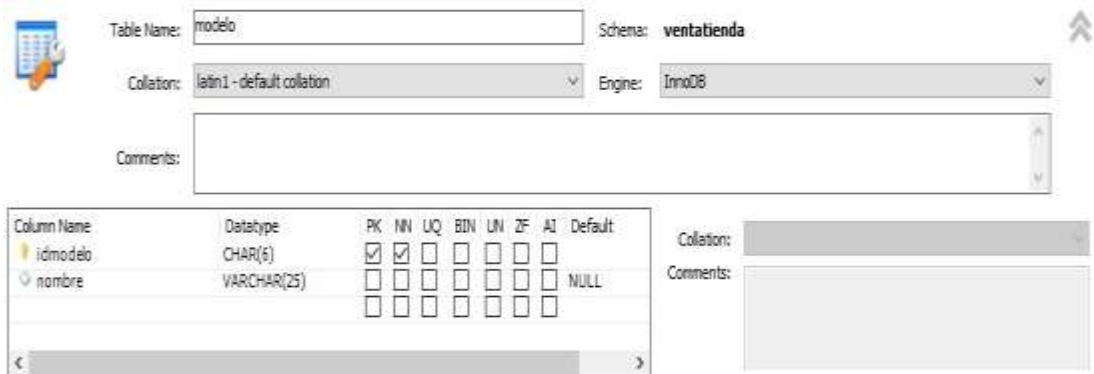 Table Name: modelo Schema: ventatienda
Collation: latin1 - default collation Engine: InnoDB
Comments:
Column Name Datatype PK NN UQ BIN UN ZF AI Default
idmodelo CHAR(6)
nombre VARCHAR(25) NULL
Collation:
Comments: